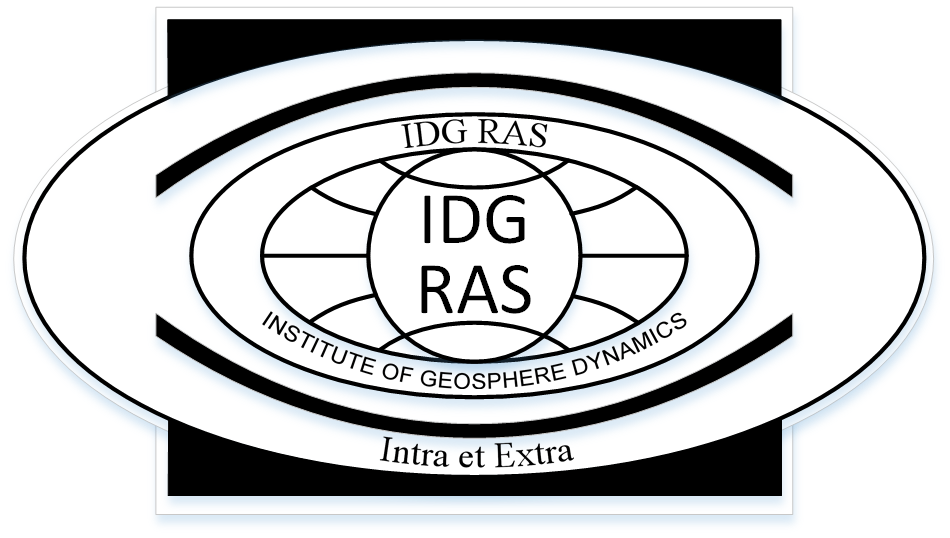 IDG RAS
IDG
RAS
INSTITUTE OF GEOSPHERE DYNAMICS
Intra et Extra